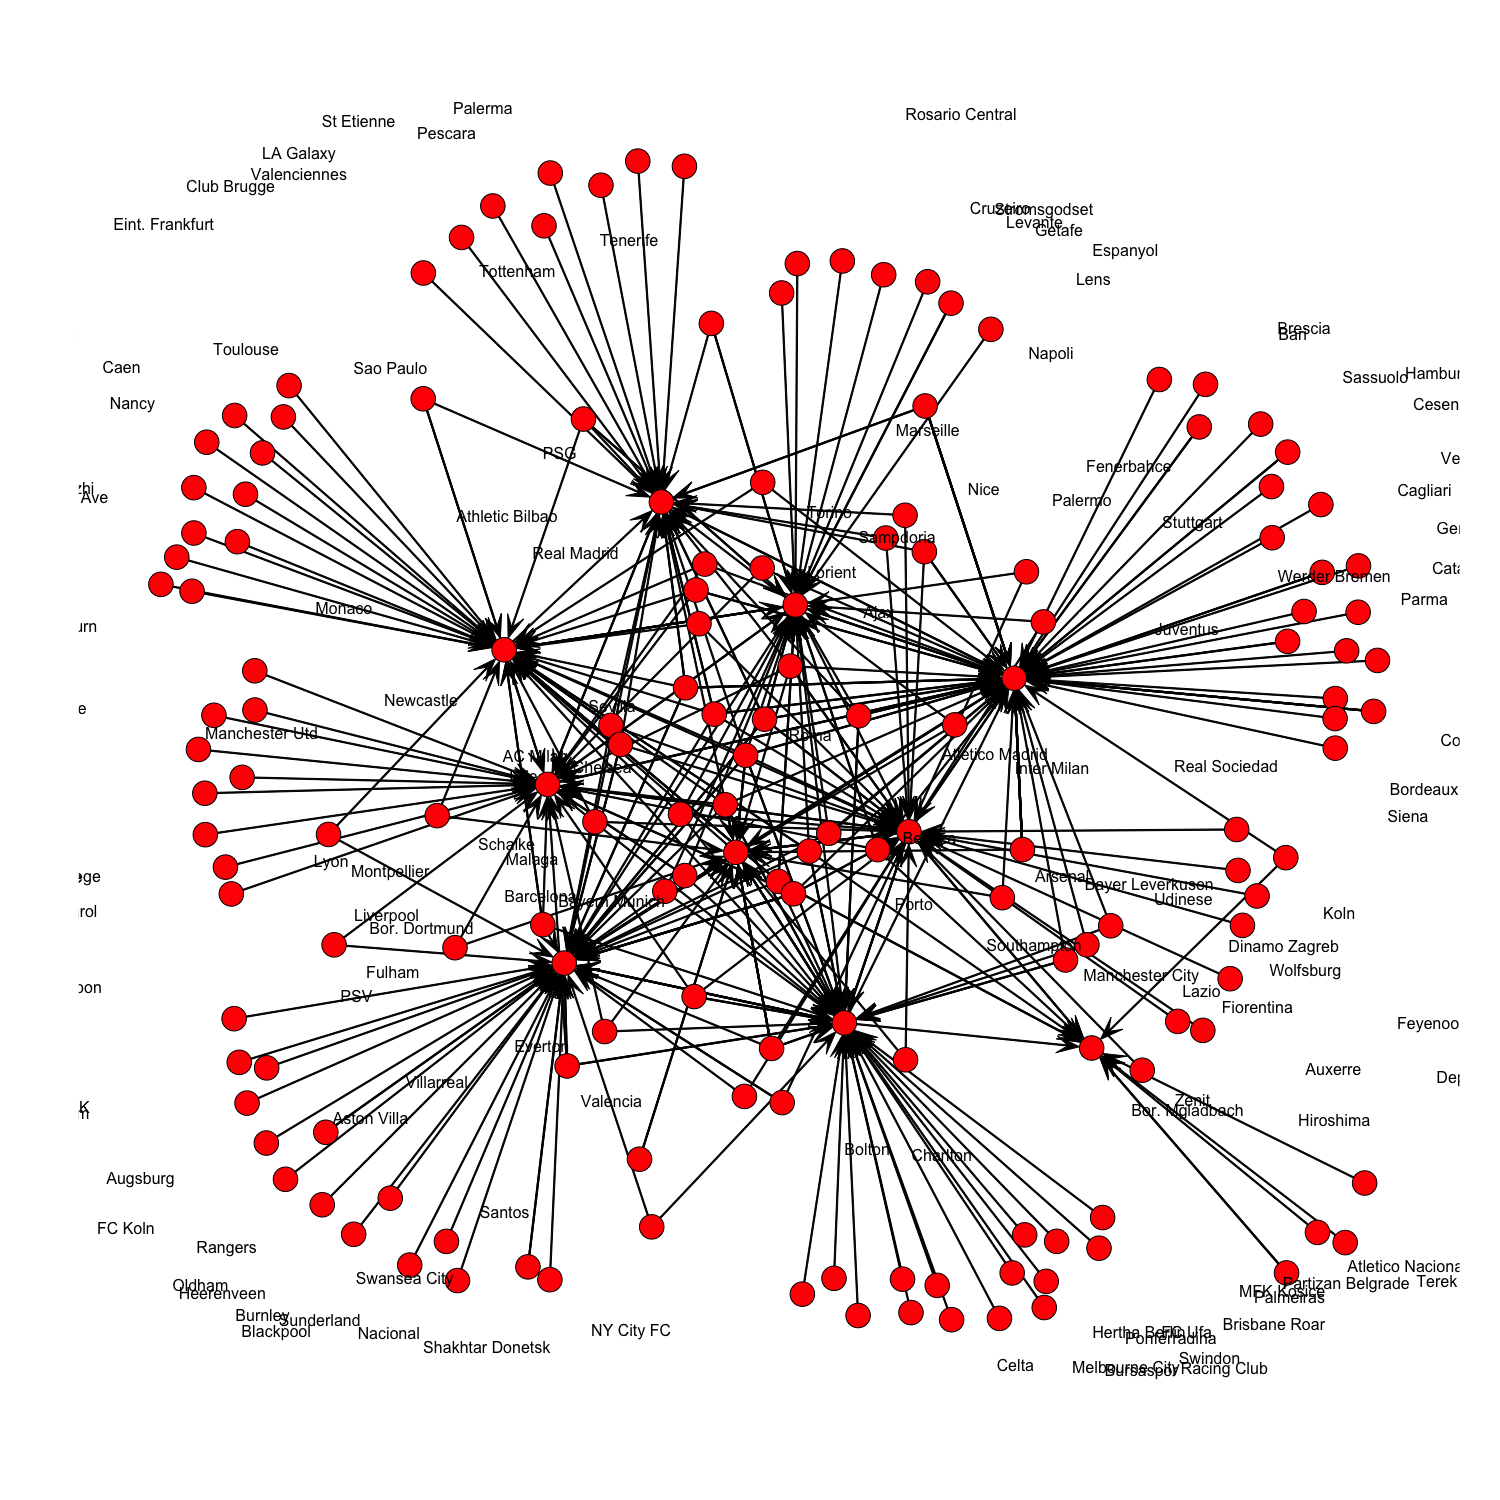 Palerma
Rosario Central
St Etienne
Pescara
LA Galaxy
Valenciennes
Club Brugge
Cruzeiro
Stromsgodset
Levante
Eint. Frankfurt
Getafe
Tenerife
Espanyol
Tottenham
Lens
Brescia
Bari
Toulouse
Napoli
Caen
Sao Paulo
Sassuolo
Hambur
Nancy
Cesen
Marseille
PSG
Ve
Fenerbahce
zhi
Nice
Cagliari
Ave
Palermo
Athletic Bilbao
Torino
Stuttgart
Ger
Sampdoria
Real Madrid
Lorient
Cata
Werder Bremen
Parma
Monaco
Ajax
urn
Juventus
Newcastle
Sevilla
e
Manchester Utd
Roma
Co
AC Milan
Atletico Madrid
Chelsea
Inter Milan
Real Sociedad
Bordeaux
Siena
Benfica
Schalke
Malaga
Lyon
Montpellier
Arsenal
ege
Bayer Leverkusen
Barcelona
Bayern Munich
Udinese
Porto
rol
Liverpool
Koln
Bor. Dortmund
Southampton
Dinamo Zagreb
Fulham
Manchester City
Wolfsburg
oon
PSV
Lazio
Fiorentina
Feyenoo
Everton
Auxerre
Villarreal
Dep
Valencia
Zenit
K
Bor. Mgladbach
Aston Villa
Hiroshima
Bolton
Charlton
Augsburg
Santos
FC Koln
Rangers
Atletico Naciona
Swansea City
Partizan Belgrade
Terek
Oldham
Heerenveen
MFK Kosice
Palmeiras
Burnley
Sunderland
Brisbane Roar
Blackpool
Nacional
NY City FC
Hertha Berlin
FC Ufa
Ponferradina
Shakhtar Donetsk
Swindon
Celta
Melbourne City
Racing Club
Bursaspor